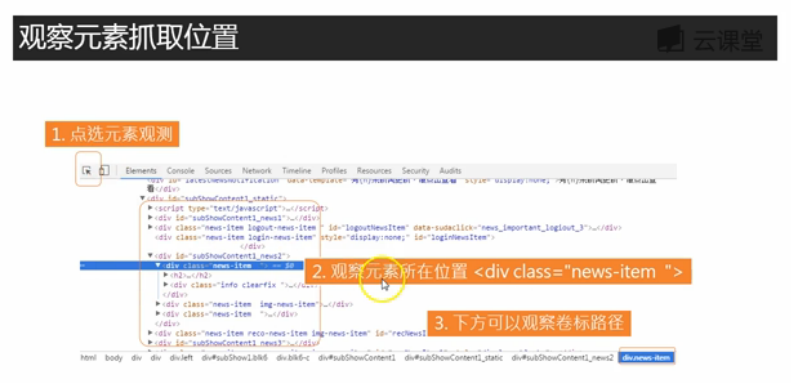 观察元素抓取位置
云课堂
1. 点选元素观测
Elements Console Sources Network Timeline Profiles Resources Security Audits
看</div>
▼<div id="subShowContent1_static">
▶<script type="text/javascript">…</script>
▶<div id="subShowContent1_news1">…</div>
▶<div class="news-item logout-news-item " id="logoutNewsItem" data-sudaclick="news_important_logiout_3">…</div>
<div class="news-item login-news-item" style="display:none;" id="loginNewsItem">
</div>
▼<div id="subShowContent1_news2">
▼<div class="news-item  "> == $0
2. 观察元素所在位置 <div class="news-item  ">
▶<h2>…</h2>
▶<div class="info clearfix ">…</div>
</div>
▶<div class="news-item  img-news-item">…</div>
▶<div class="news-item  ">…</div>
</div>
3. 下方可以观察卷标路径
▶<div class="news-item reco-news-item img-news-item" id="recNewsI
▶<div id="subShowContent1_news3">…</div>
html body div div div.left div#subShow1.blk6 div.blk6-c div#subShowContent1 div#subShowContent1_static div#subShowContent1_news2 div.news-item